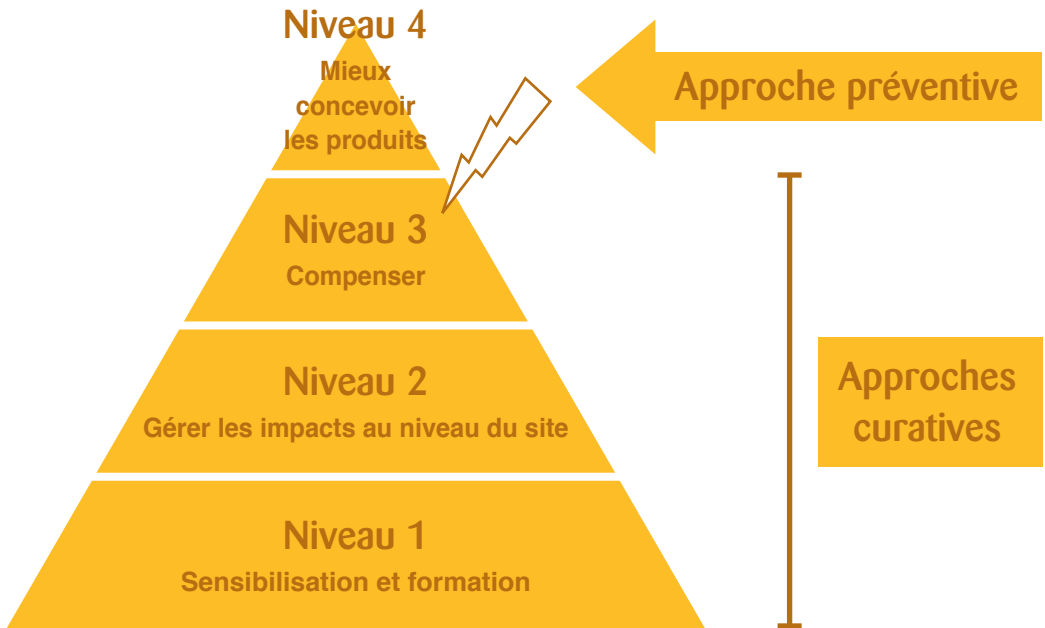 Niveau 4
Mieux
concevoir
les produits
Approche préventive
Niveau 3
Compenser
Niveau 2
Gérer les impacts au niveau du site
Approches
curatives
Niveau 1
Sensibilisation et formation